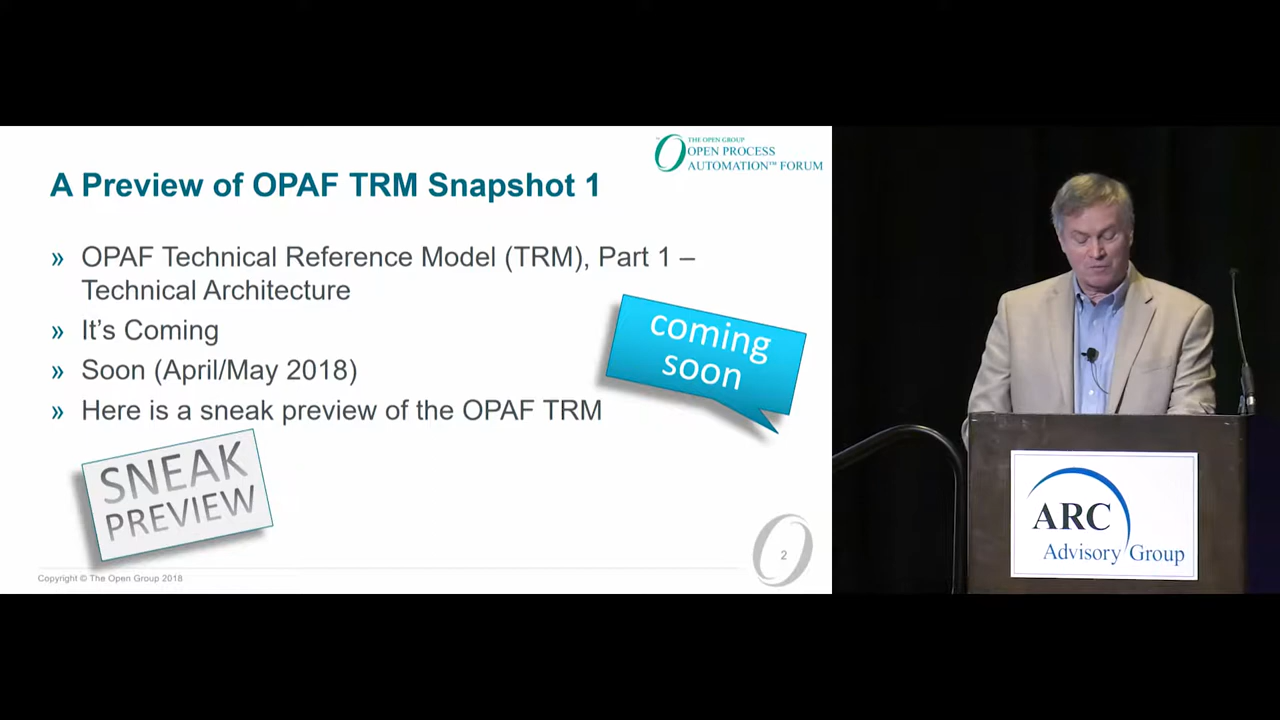 THE OPEN GROUP
OPEN PROCESS
AUTOMATION™ FORUM
A Preview of OPAF TRM Snapshot 1
» OPAF Technical Reference Model (TRM), Part 1 –
Technical Architecture
» It’s Coming
» Soon (April/May 2018)
» Here is a sneak preview of the OPAF TRM
coming
soon
SNEAK
PREVIEW
2
Copyright © The Open Group 2018
ARC
Advisory Group